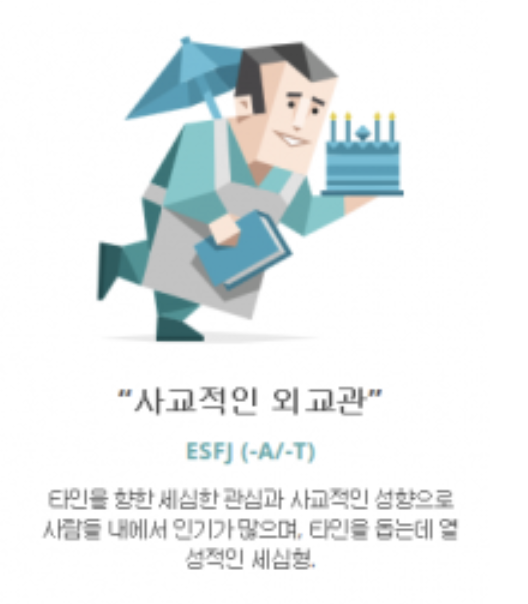 “사교적인 외교관”
ESFJ (-A/-T)
타인을 향한 세심한 관심과 사교적인 성향으로
사람들 내에서 인기가 많으며, 타인을 돕는데 열
성적인 세심형.